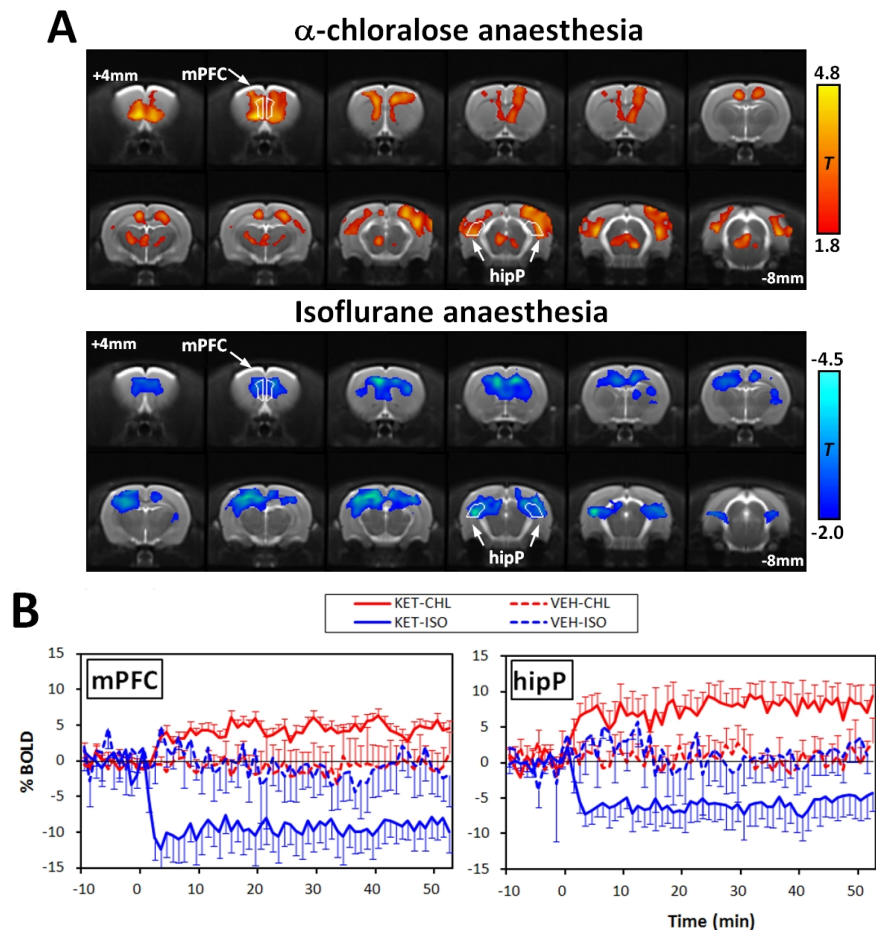 A
α-chloralose anaesthesia
+4mm
mPFC
4.8
T
1.8
hipP
-8mm
Isoflurane anaesthesia
+4mm
mPFC
-4.5
T
-2.0
hipP
-8mm
B
KET-CHL VEH-CHL
KET-ISO VEH-ISO
mPFC
% BOLD
15
10
5
0
-5
-10
-15
-10 0 10 20 30 40 50
hipP
15
10
5
0
-5
-10
-15
-10 0 10 20 30 40 50
Time (min)